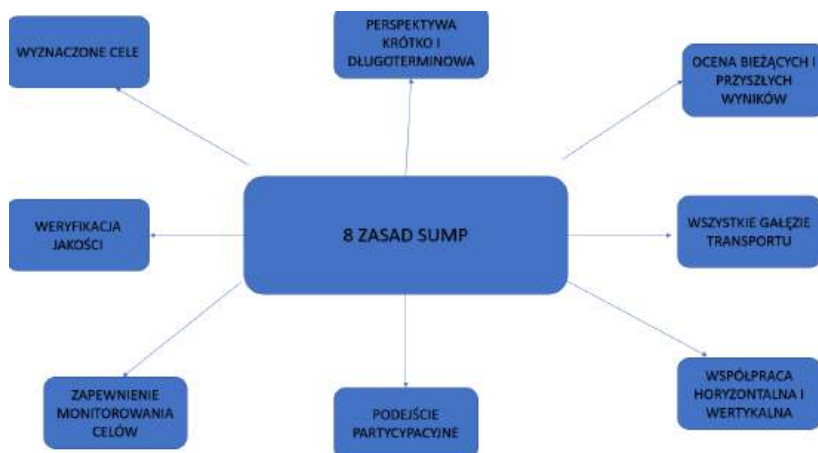 WYZNACZONE CELE
PERSPEKTYWA
KRÓTKO I
DŁUGOTERMINOWA
OCENA BIEŻĄCYCH I
PRZYSZŁYCH
WYNIKÓW
WERYFIKACJA
JAKOŚCI
8 ZASAD SUMP
WSZYSTKIE GAŁĘZIE
TRANSPORTU
ZAPEWNIENIE
MONITOROWANIA
CELÓW
PODEJŚCIE
PARTYCYPACYJNE
WSPÓŁPRACA
HORYZONTALNA I
WERTYKALNA